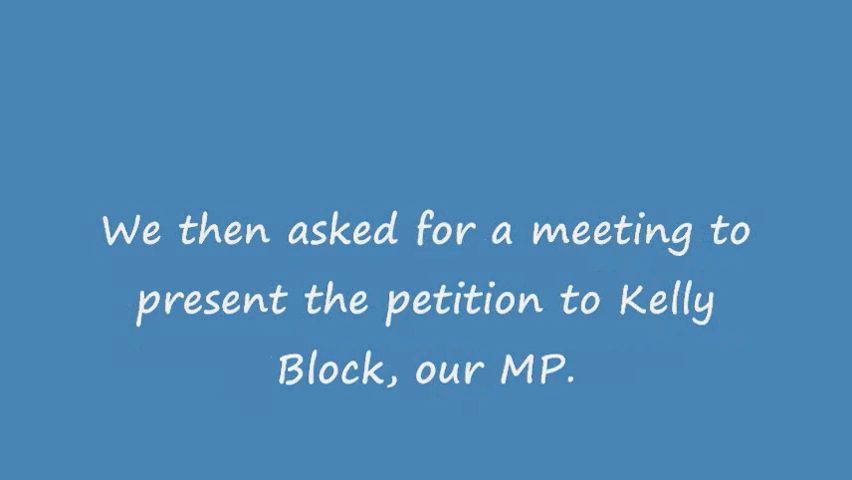 We then asked for a meeting to
present the petition to Kelly
Block, our MP.